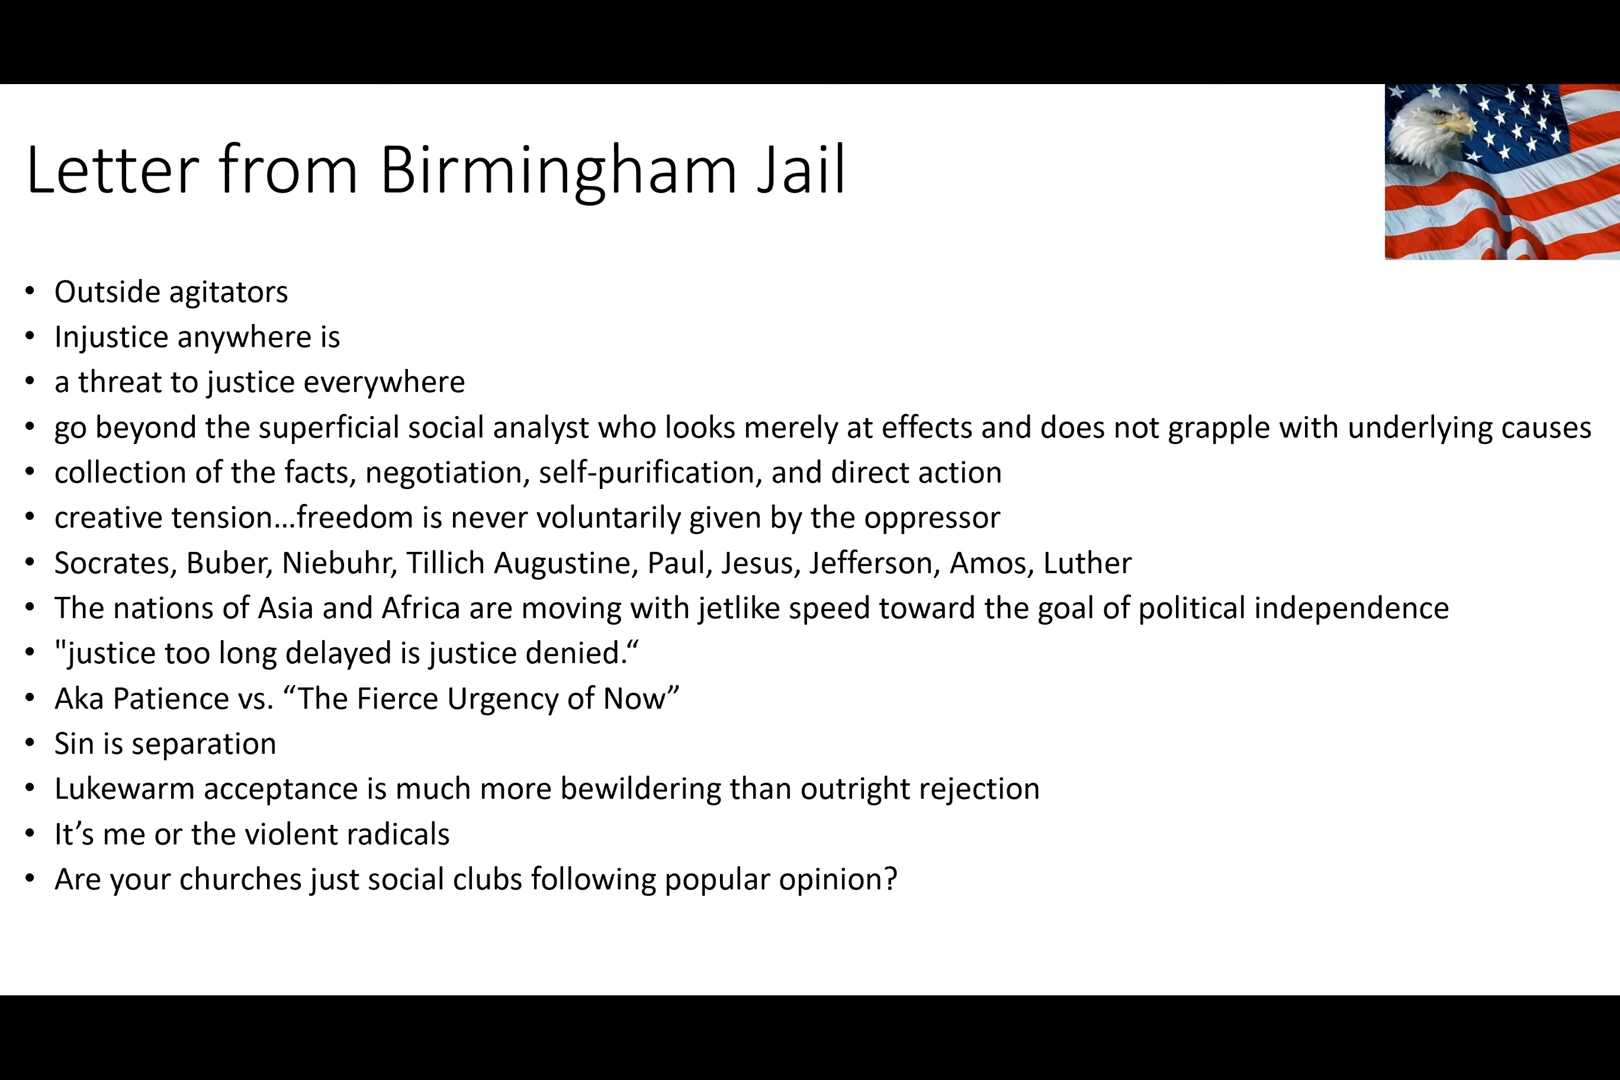 Letter from Birmingham Jail
• Outside agitators
• Injustice anywhere is
• a threat to justice everywhere
• go beyond the superficial social analyst who looks merely at effects and does not grapple with underlying causes
• collection of the facts, negotiation, self-purification, and direct action
• creative tension…freedom is never voluntarily given by the oppressor
• Socrates, Buber, Niebuhr, Tillich Augustine, Paul, Jesus, Jefferson, Amos, Luther
• The nations of Asia and Africa are moving with jetlike speed toward the goal of political independence
• "justice too long delayed is justice denied.“
• Aka Patience vs. “The Fierce Urgency of Now”
• Sin is separation
• Lukewarm acceptance is much more bewildering than outright rejection
• It’s me or the violent radicals
• Are your churches just social clubs following popular opinion?